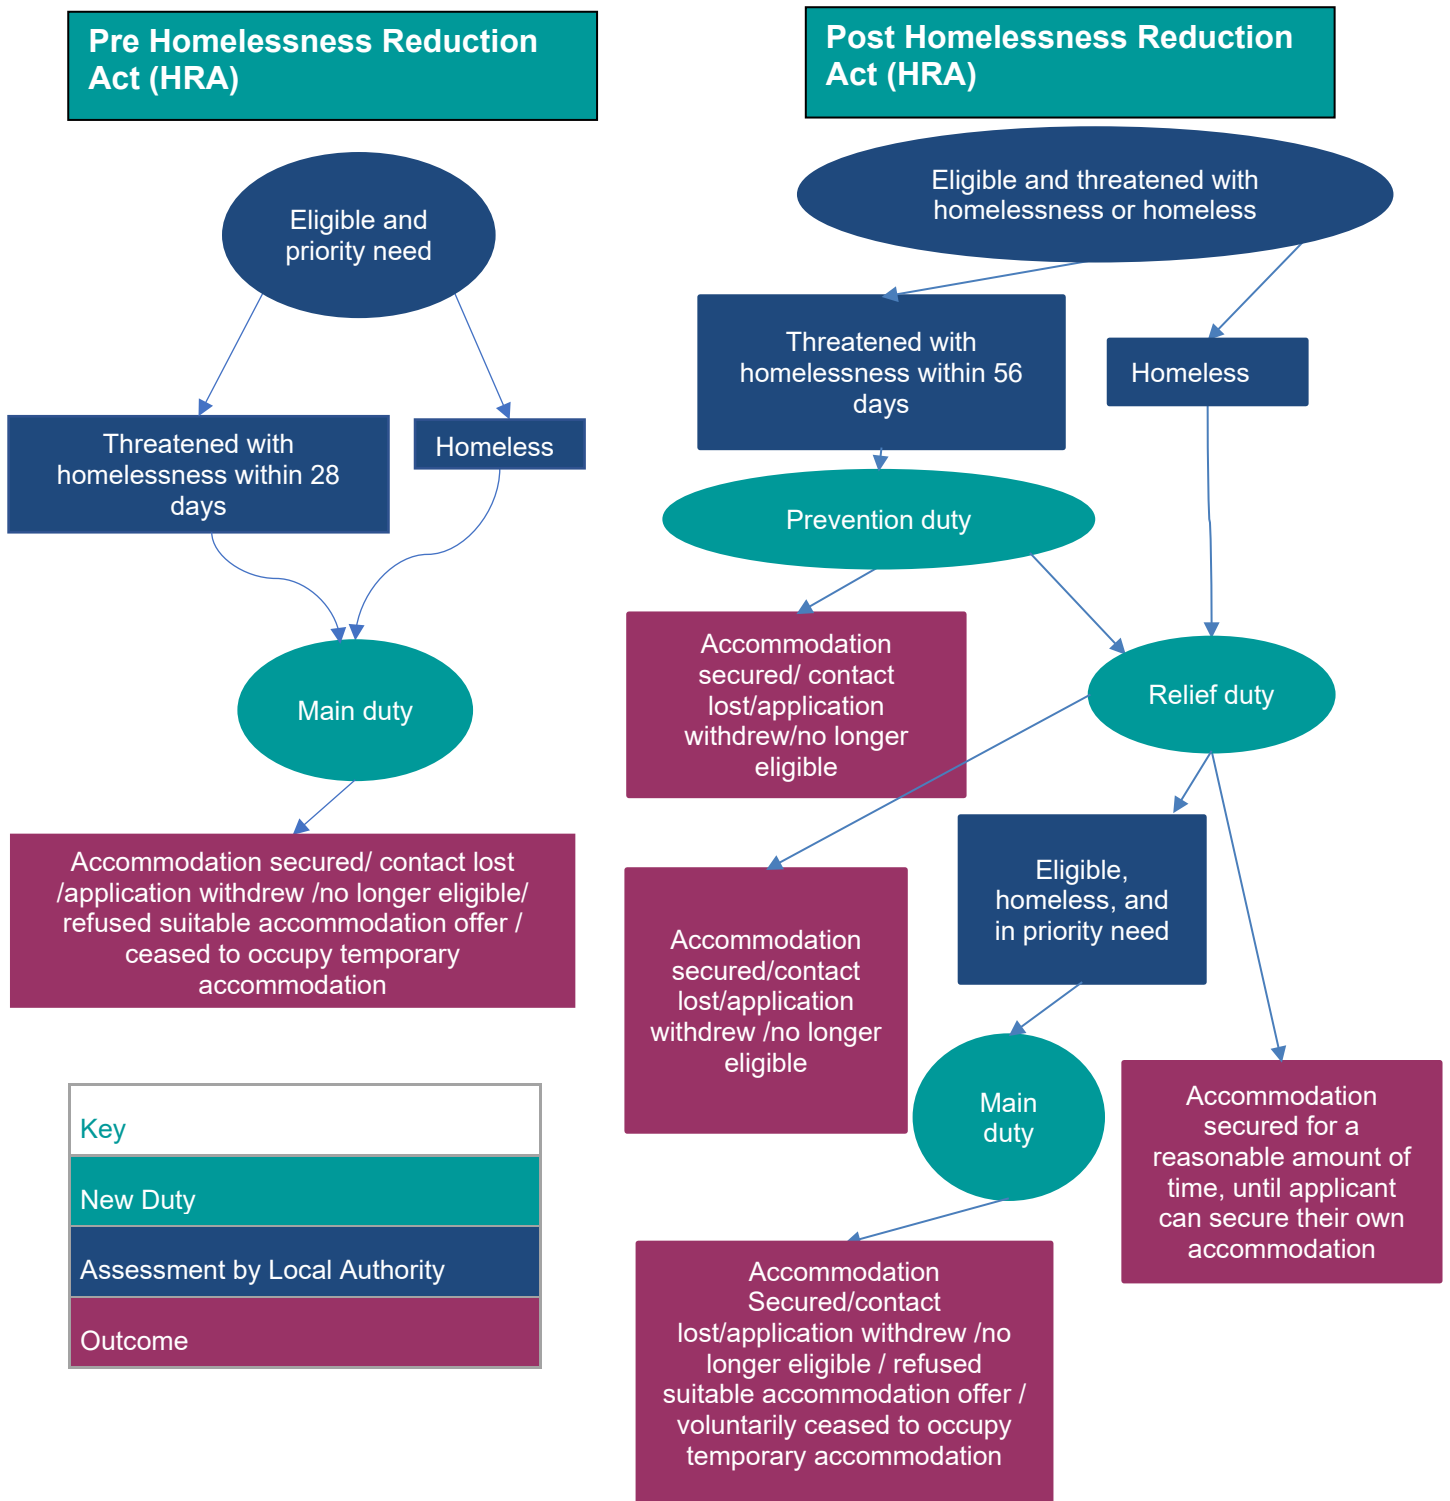 Pre Homelessness Reduction
Act (HRA)
Eligible and
priority need
Threatened with
homelessness within 28
days
Homeless
Main duty
Accommodation secured/ contact lost
/application withdrew /no longer eligible/
refused suitable accommodation offer /
ceased to occupy temporary
accommodation
Key
New Duty
Assessment by Local Authority
Outcome
Post Homelessness Reduction
Act (HRA)
Eligible and threatened with
homelessness or homeless
Threatened with
homelessness within 56
days
Homeless
Prevention duty
Accommodation
secured/ contact
lost/application
withdrew/no longer
eligible
Relief duty
Accommodation
secured/contact
lost/application
withdrew /no longer
eligible
Eligible,
homeless, and
in priority need
Main
duty
Accommodation
secured for a
reasonable amount of
time, until applicant
can secure their own
accommodation
Accommodation
Secured/contact
lost/application withdrew /no
longer eligible / refused
suitable accommodation offer /
voluntarily ceased to occupy
temporary accommodation